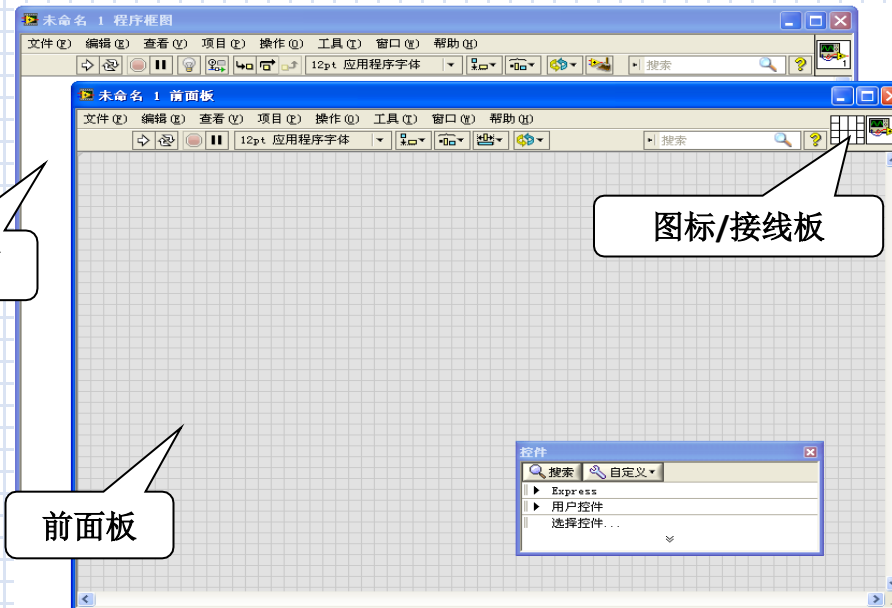 未命名 1 程序框图
文件(F) 编辑(E) 查看(V) 项目(P) 操作(O) 工具(T) 窗口(W) 帮助(H)
12pt 应用程序字体 搜索 ?
1
未命名 1 前面板
文件(F) 编辑(E) 查看(V) 项目(P) 操作(O) 工具(T) 窗口(W) 帮助(H)
12pt 应用程序字体 搜索 ?
图标/接线板
控件
搜索 自定义
Express
用户控件
选择控件...
前面板